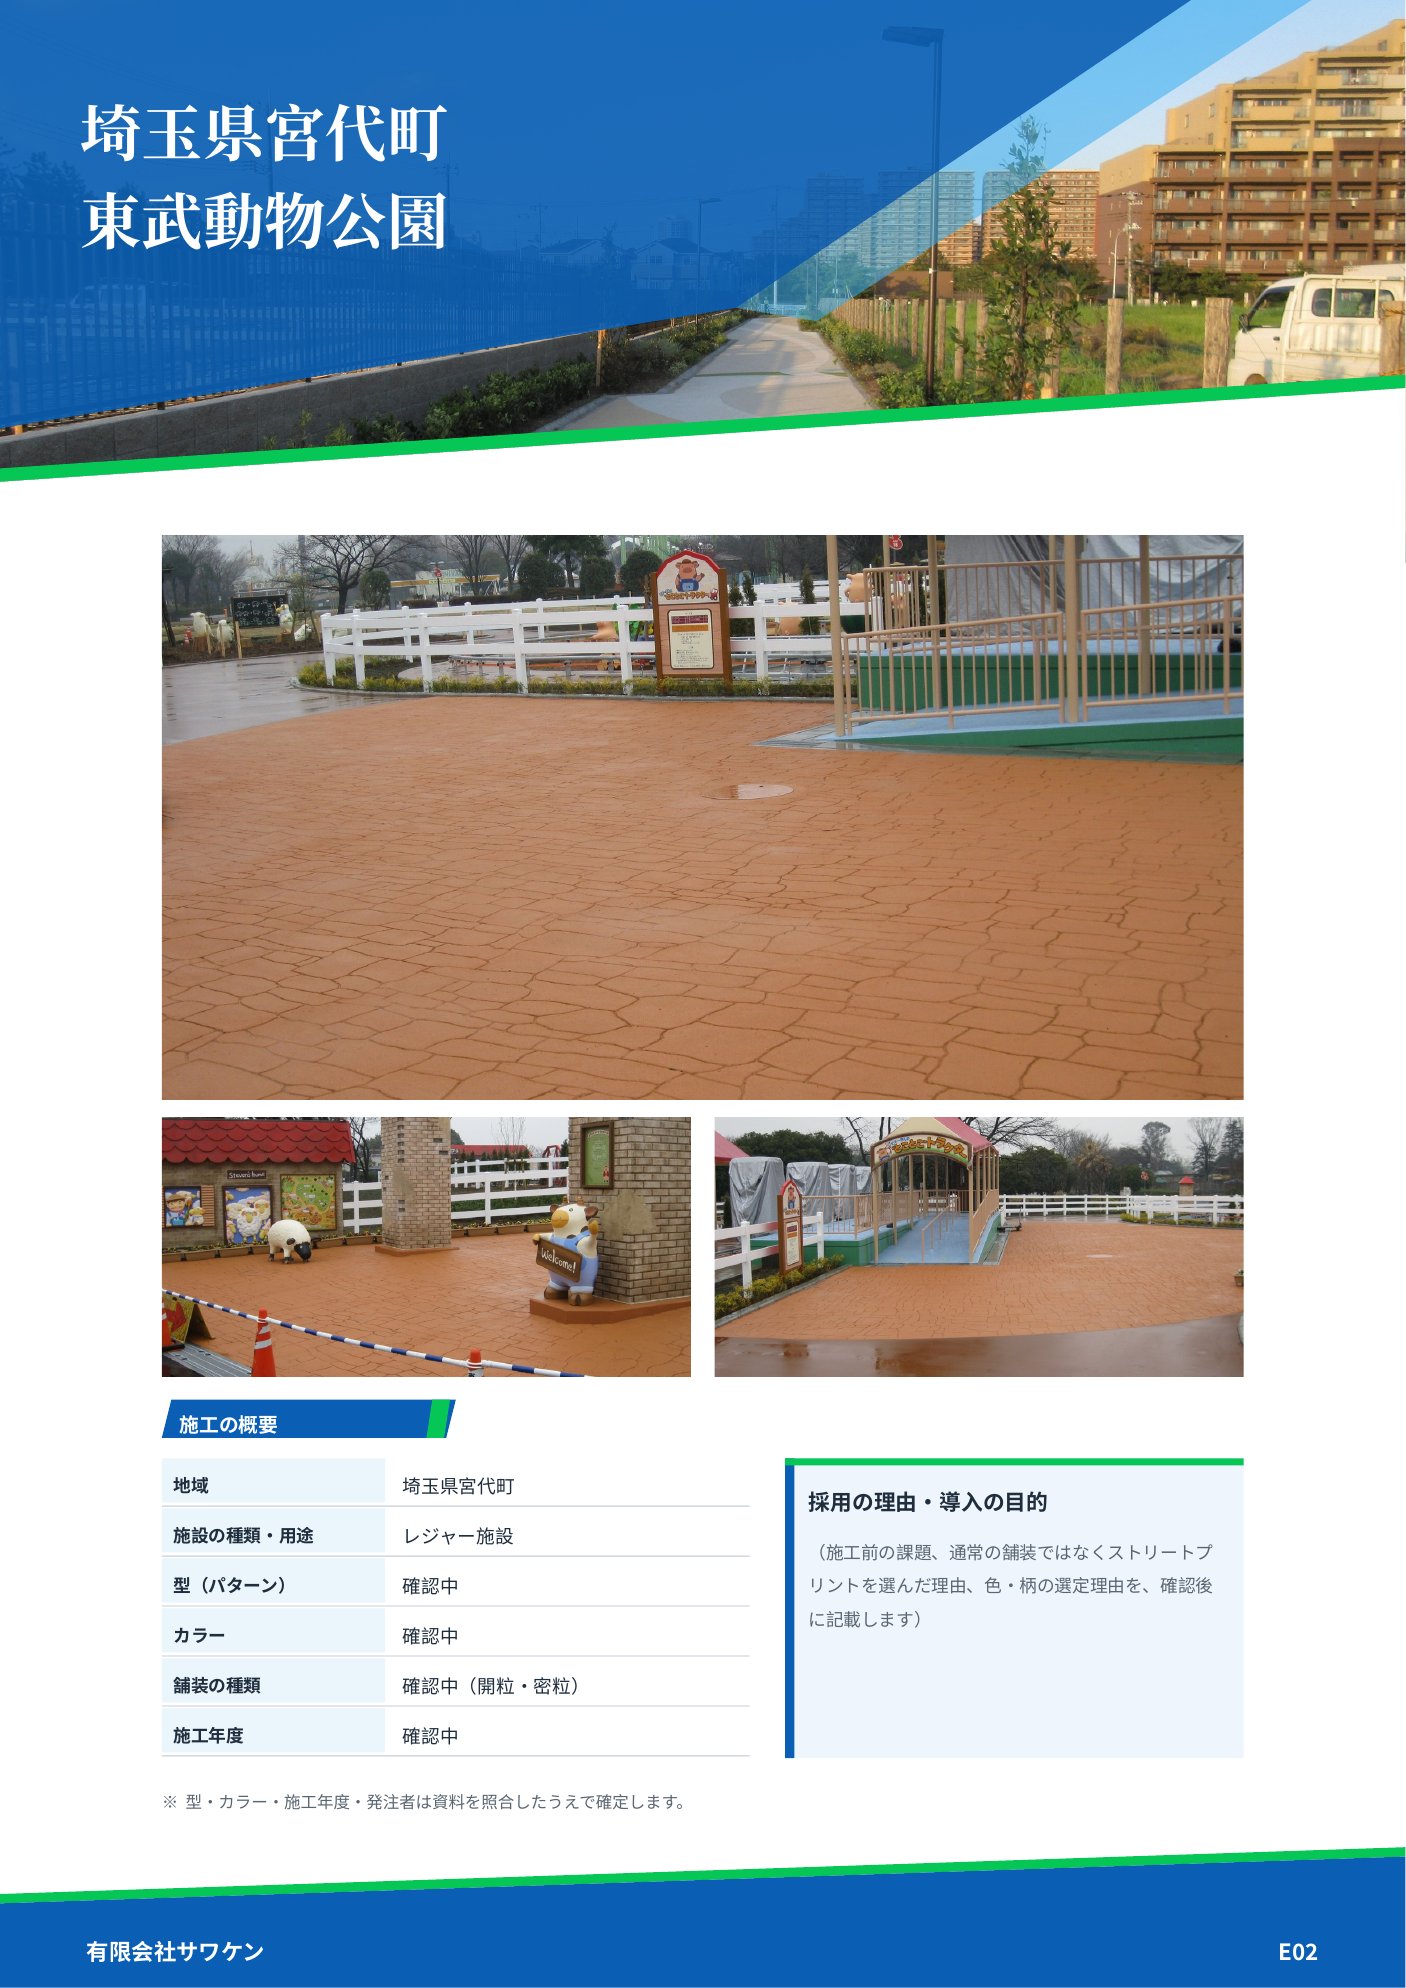 埼玉県宮代町
東武動物公園
Welcome!
施工の概要
地域
埼玉県宮代町
施設の種類・用途
レジャー施設
型（パターン）
確認中
カラー
確認中
舗装の種類
確認中（開粒・密粒）
施工年度
確認中
採用の理由・導入の目的
（施工前の課題、通常の舗装ではなくストリートプ
リントを選んだ理由、色・柄の選定理由を、確認後
に記載します）
※ 型・カラー・施工年度・発注者は資料を照合したうえで確定します。
有限会社サワケン
E02